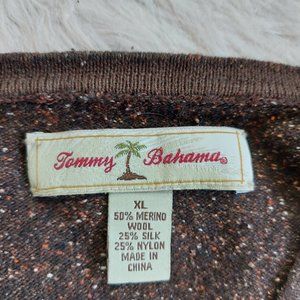 Tommy Bahama®
XL
50% MERINO
WOOL
25% SILK
25% NYLON
MADE IN
CHINA